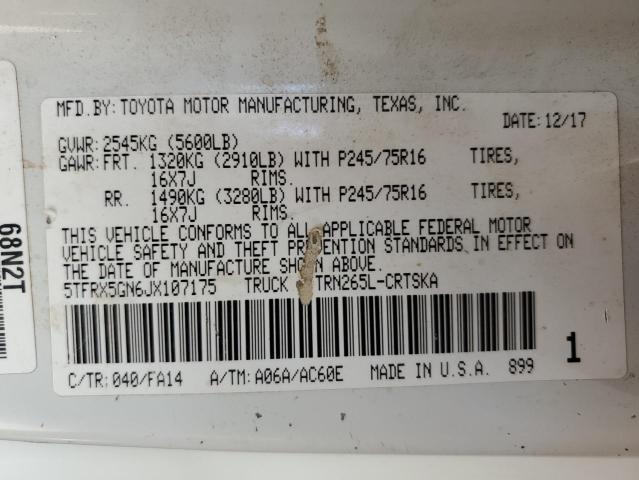 MFD.BY: TOYOTA MOTOR MANUFACTURING, TEXAS, INC.
DATE: 12/17
GVWR: 2545KG (5600LB)
GAWR: FRT. 1320KG (2910LB) WITH P245/75R16 TIRES,
16X7J RIMS.
RR. 1490KG (3280LB) WITH P245/75R16 TIRES,
16X7J RIMS.
THIS VEHICLE CONFORMS TO ALL APPLICABLE FEDERAL MOTOR
VEHICLE SAFETY AND THEFT PREVENTION STANDARDS IN EFFECT ON
THE DATE OF MANUFACTURE SHOWN ABOVE.
5TFRX5GN6JX107175 TRUCK TRN265L-CRTSKA
C/TR: 040/FA14 A/TM: A06A/AC60E MADE IN U.S.A. 899
1
68N2T